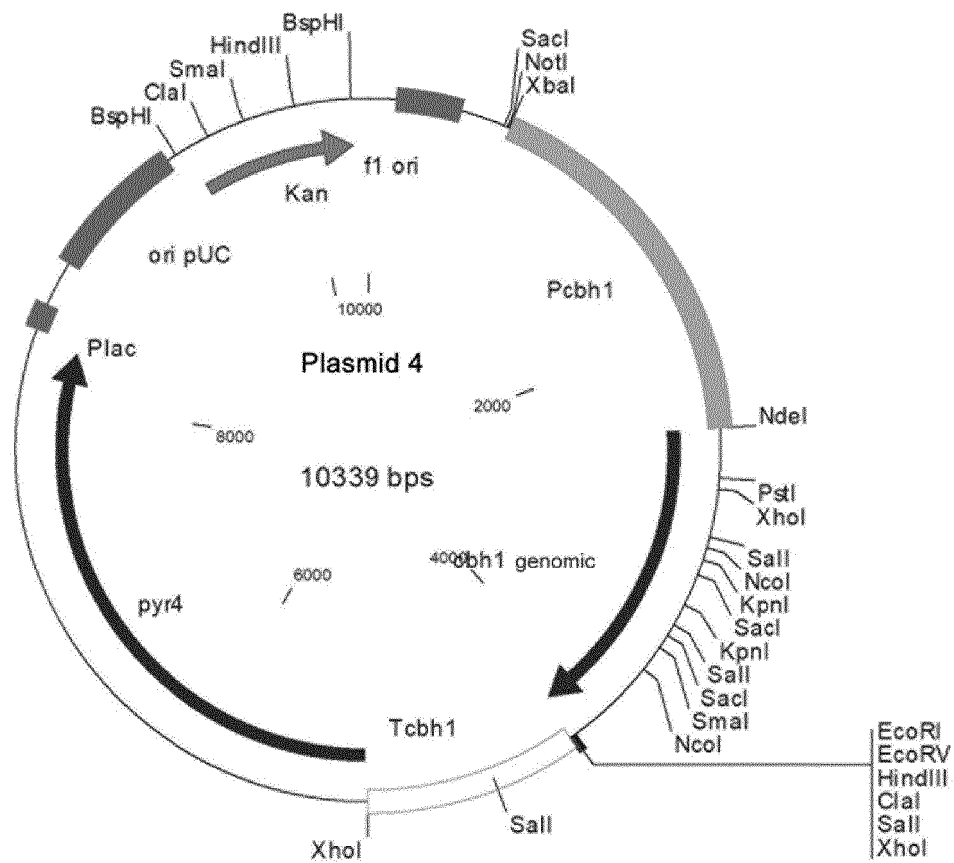 BspHI
HindIII
SmaI
ClaI
BspHI
SacI
NotI
XbaI
f1 ori
Kan
ori pUC
Pcbh1
10000
Plac
Plasmid 4
2000
NdeI
8000
10339 bps
PstI
XhoI
4000
cbh1 genomic
SalI
NcoI
KpnI
SacI
KpnI
SalI
SacI
SmaI
NcoI
6000
pyr4
Tcbh1
EcoRI
EcoRV
HindIII
ClaI
SalI
XhoI
SalI
XhoI